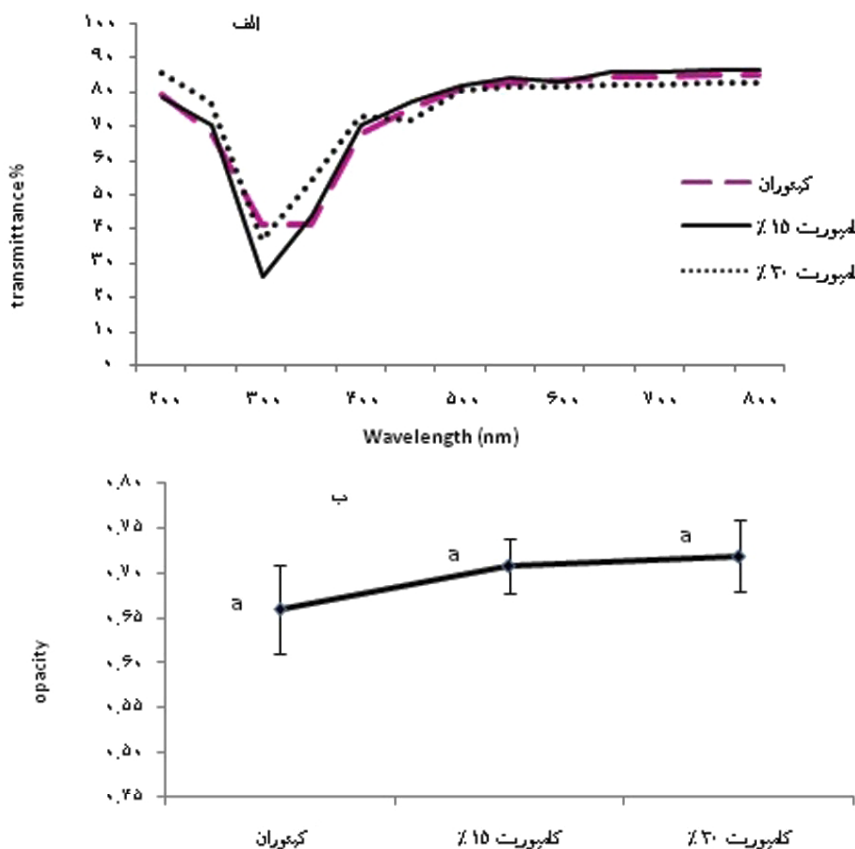 الف
۱۰۰
۹۰
۸۰
۷۰
۶۰
۵۰
۴۰
۳۰
۲۰
۱۰
۰
transmittance%
کیتوزان
کامپوزیت ۱۵ ٪
کامپوزیت ۳۰ ٪
۲۰۰ ۳۰۰ ۴۰۰ ۵۰۰ ۶۰۰ ۷۰۰ ۸۰۰
Wavelength (nm)
ب
۰,۸۰
۰,۷۵
۰,۷۰
۰,۶۵
۰,۶۰
۰,۵۵
۰,۵۰
۰,۴۵
opacity
a a a
کیتوزان کامپوزیت ۱۵ ٪ کامپوزیت ۳۰ ٪